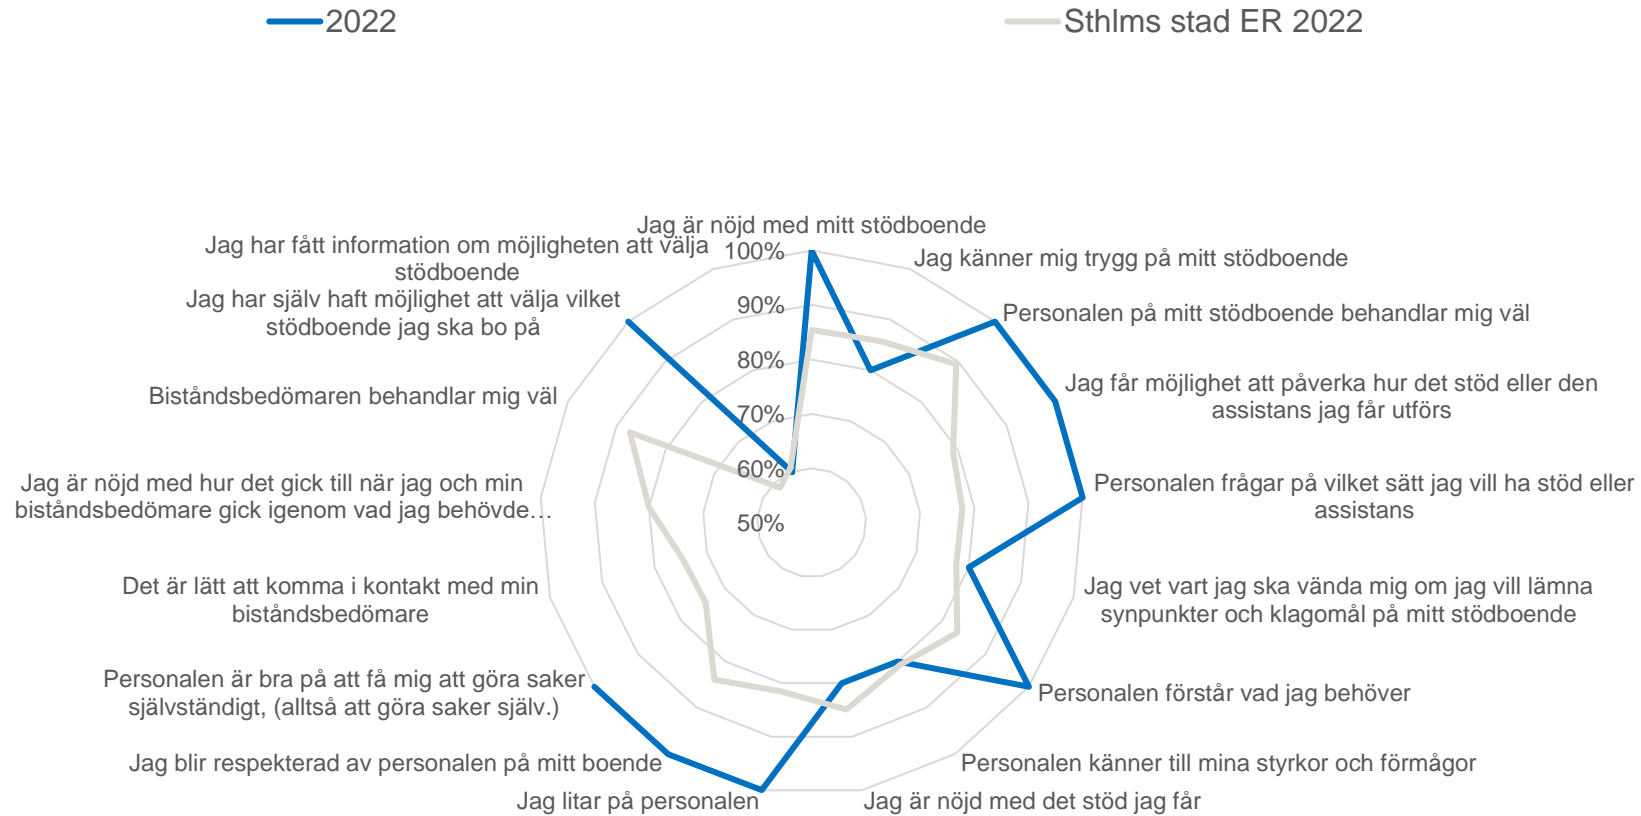 2022
Sthlms stad ER 2022
Jag är nöjd med mitt stödboende
Jag känner mig trygg på mitt stödboende
Personalen på mitt stödboende behandlar mig väl
Jag får möjlighet att påverka hur det stöd eller den
assistans jag får utförs
Personalen frågar på vilket sätt jag vill ha stöd eller
assistans
Jag vet vart jag ska vända mig om jag vill lämna
synpunkter och klagomål på mitt stödboende
Personalen förstår vad jag behöver
Personalen känner till mina styrkor och förmågor
Jag är nöjd med det stöd jag får
Jag litar på personalen
Jag blir respekterad av personalen på mitt boende
Personalen är bra på att få mig att göra saker
självständigt, (alltså att göra saker själv.)
Det är lätt att komma i kontakt med min
biståndsbedömare
Jag är nöjd med hur det gick till när jag och min
biståndsbedömare gick igenom vad jag behövde…
Biståndsbedömaren behandlar mig väl
Jag har själv haft möjlighet att välja vilket
stödboende jag ska bo på
Jag har fått information om möjligheten att välja
stödboende
100%
90%
80%
70%
60%
50%